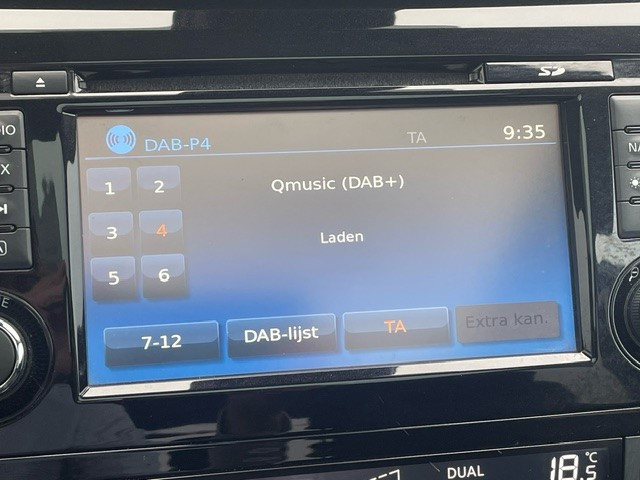 SD
DAB-P4 TA 9:35
1 2 Qmusic (DAB+)
3 4 Laden
5 6
7-12 DAB-lijst TA Extra kan.
DUAL 18.5 °C